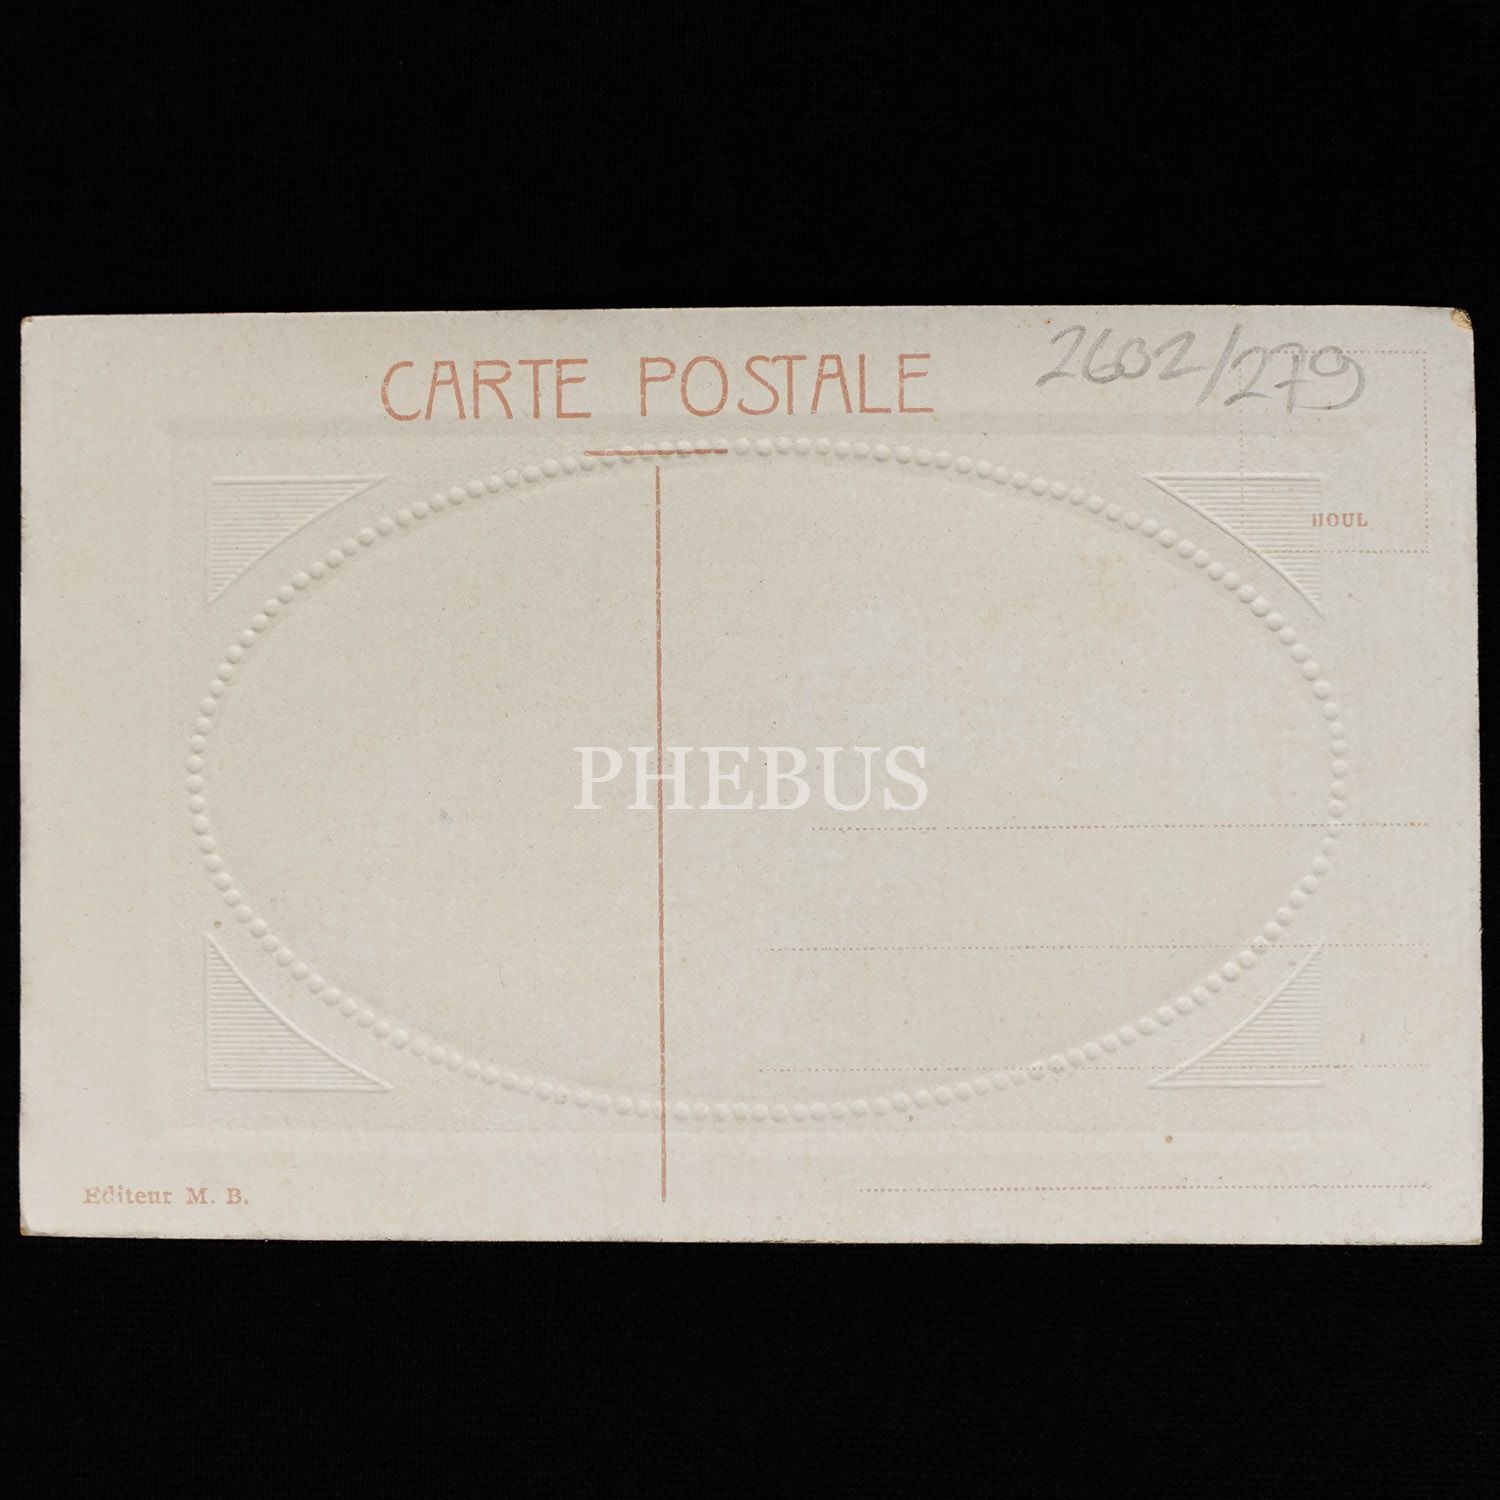 CARTE POSTALE
2602/279
HOUL
PHEBUS
Editeur M. B.